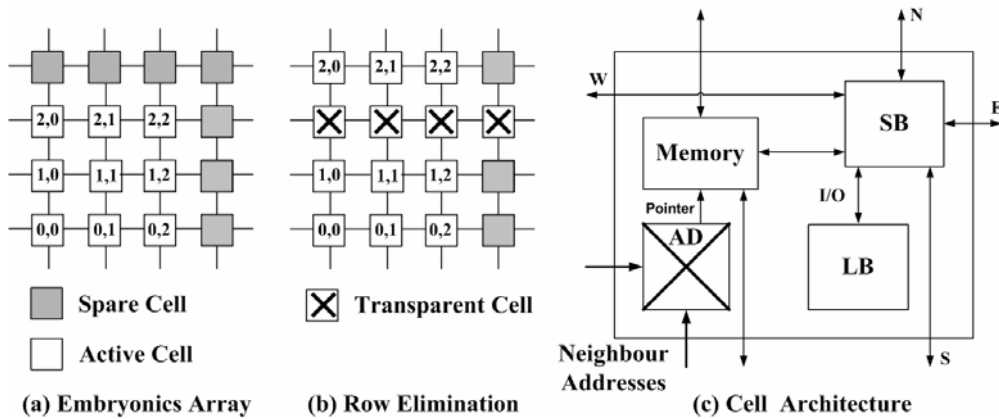 2,0 2,1 2,2
1,0 1,1 1,2
0,0 0,1 0,2
Spare Cell
Active Cell
(a) Embryonics Array
2,0 2,1 2,2
1,0 1,1 1,2
0,0 0,1 0,2
Transparent Cell
(b) Row Elimination
N
W
E
SB
Memory
I/O
Pointer
AD
LB
S
Neighbour
Addresses
(c) Cell Architecture